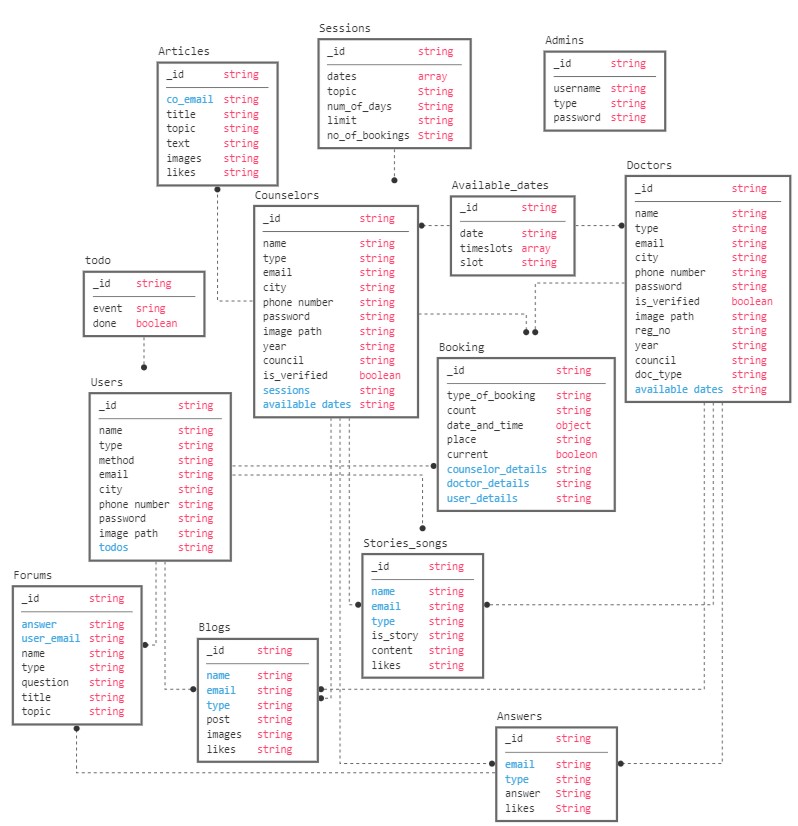 Sessions
_id string
dates array
topic String
num_of_days String
limit string
no_of_bookings String
Admins
_id string
username string
type string
password string
Articles
_id string
co_email string
title string
topic string
text string
images string
likes string
Doctors
_id string
name string
type string
email string
city string
phone number string
password string
is_verified boolean
image path string
reg_no string
year string
council string
doc_type string
available dates string
Available_dates
_id string
date string
timeslots array
slot string
Counselors
_id string
name string
type string
email string
city string
phone number string
password string
image path string
year string
council string
is_verified boolean
sessions string
available dates string
todo
_id string
event sring
done boolean
Booking
_id string
type_of_booking string
count string
date_and_time object
place string
current boolean
counselor_details string
doctor_details string
user_details string
Users
_id string
name string
type string
method string
email string
city string
phone number string
password string
image path string
todos string
Stories_songs
_id string
name string
email string
type string
is_story string
content string
likes string
Forums
_id string
answer string
user_email string
name string
type string
question string
title string
topic string
Blogs
_id string
name string
email string
type string
post string
images string
likes string
Answers
_id string
email string
type string
answer String
likes String